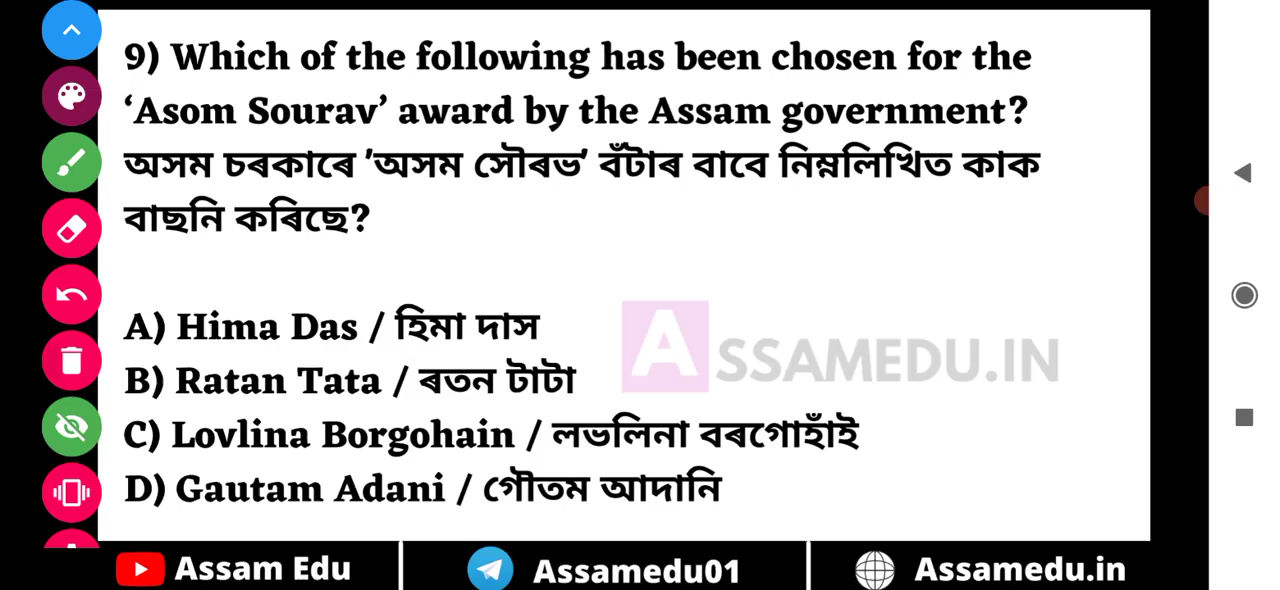 9) Which of the following has been chosen for the
‘Asom Sourav’ award by the Assam government?
অসম চৰকাৰে 'অসম সৌৰভ' বঁটাৰ বাবে নিম্নলিখিত কাক
বাছনি কৰিছে?
A) Hima Das / হিমা দাস
B) Ratan Tata / ৰতন টাটা
C) Lovlina Borgohain / লভলিনা বৰগোহাঁই
D) Gautam Adani / গৌতম আদানি
ASSAMEDU.IN
Assam Edu
Assamedu01
Assamedu.in